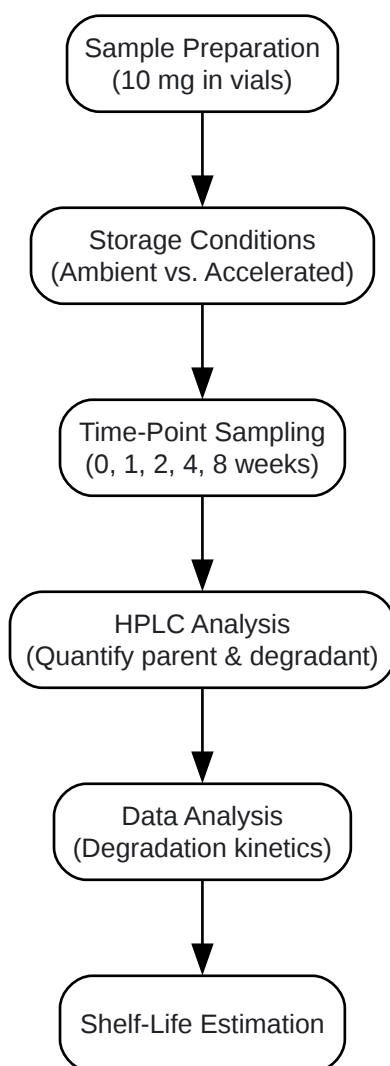 Sample Preparation
(10 mg in vials)
Storage Conditions
(Ambient vs. Accelerated)
Time-Point Sampling
(0, 1, 2, 4, 8 weeks)
HPLC Analysis
(Quantify parent & degradant)
Data Analysis
(Degradation kinetics)
Shelf-Life Estimation